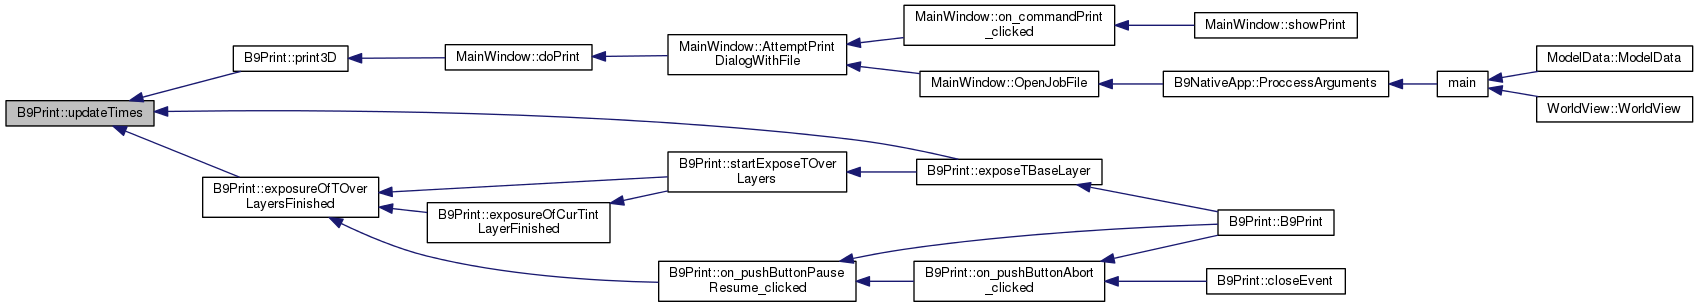 B9Print::updateTimes
B9Print::print3D
MainWindow::doPrint
MainWindow::AttemptPrint
DialogWithFile
MainWindow::on_commandPrint
_clicked
MainWindow::showPrint
MainWindow::OpenJobFile
B9NativeApp::ProccessArguments
main
ModelData::ModelData
WorldView::WorldView
B9Print::exposureOfTOver
LayersFinished
B9Print::startExposeTOver
Layers
B9Print::exposeTBaseLayer
B9Print::exposureOfCurTint
LayerFinished
B9Print::B9Print
B9Print::on_pushButtonPause
Resume_clicked
B9Print::on_pushButtonAbort
_clicked
B9Print::closeEvent